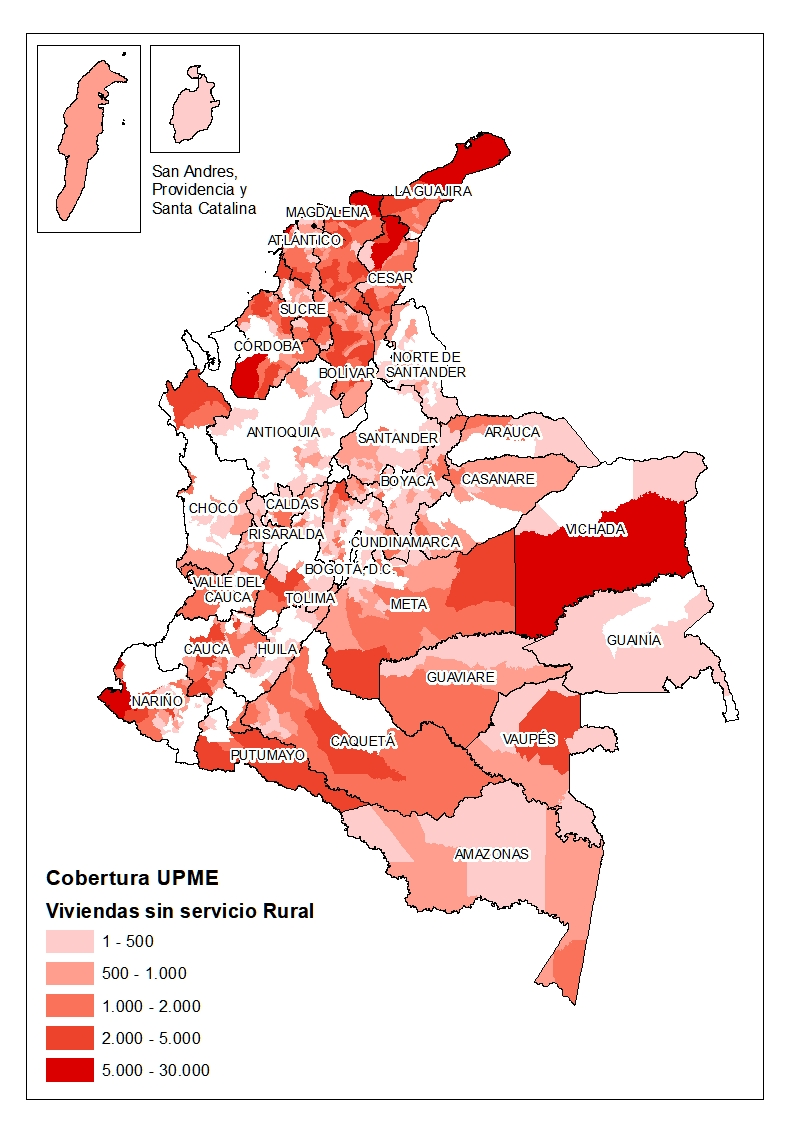 San Andres,
Providencia y
Santa Catalina
LA GUAJIRA
MAGDALENA
ATLÁNTICO
CESAR
SUCRE
CÓRDOBA
NORTE DE
SANTANDER
BOLÍVAR
ANTIOQUIA
SANTANDER
ARAUCA
BOYACÁ
CASANARE
CHOCÓ
CALDAS
VICHADA
RISARALDA
CUNDINAMARCA
BOGOTÁ, D.C.
VALLE DEL
CAUCA
TOLIMA
META
GUAINÍA
CAUCA
HUILA
GUAVIARE
NARIÑO
VAUPÉS
CAQUETÁ
PUTUMAYO
AMAZONAS
Cobertura UPME
Viviendas sin servicio Rural
1 - 500
500 - 1.000
1.000 - 2.000
2.000 - 5.000
5.000 - 30.000